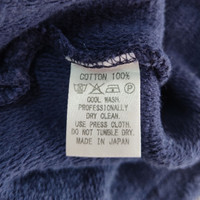 COTTON 100%
COOL WASH.
PROFESSIONALLY
DRY CLEAN.
USE PRESS CLOTH.
DO NOT TUMBLE DRY.
MADE IN JAPAN